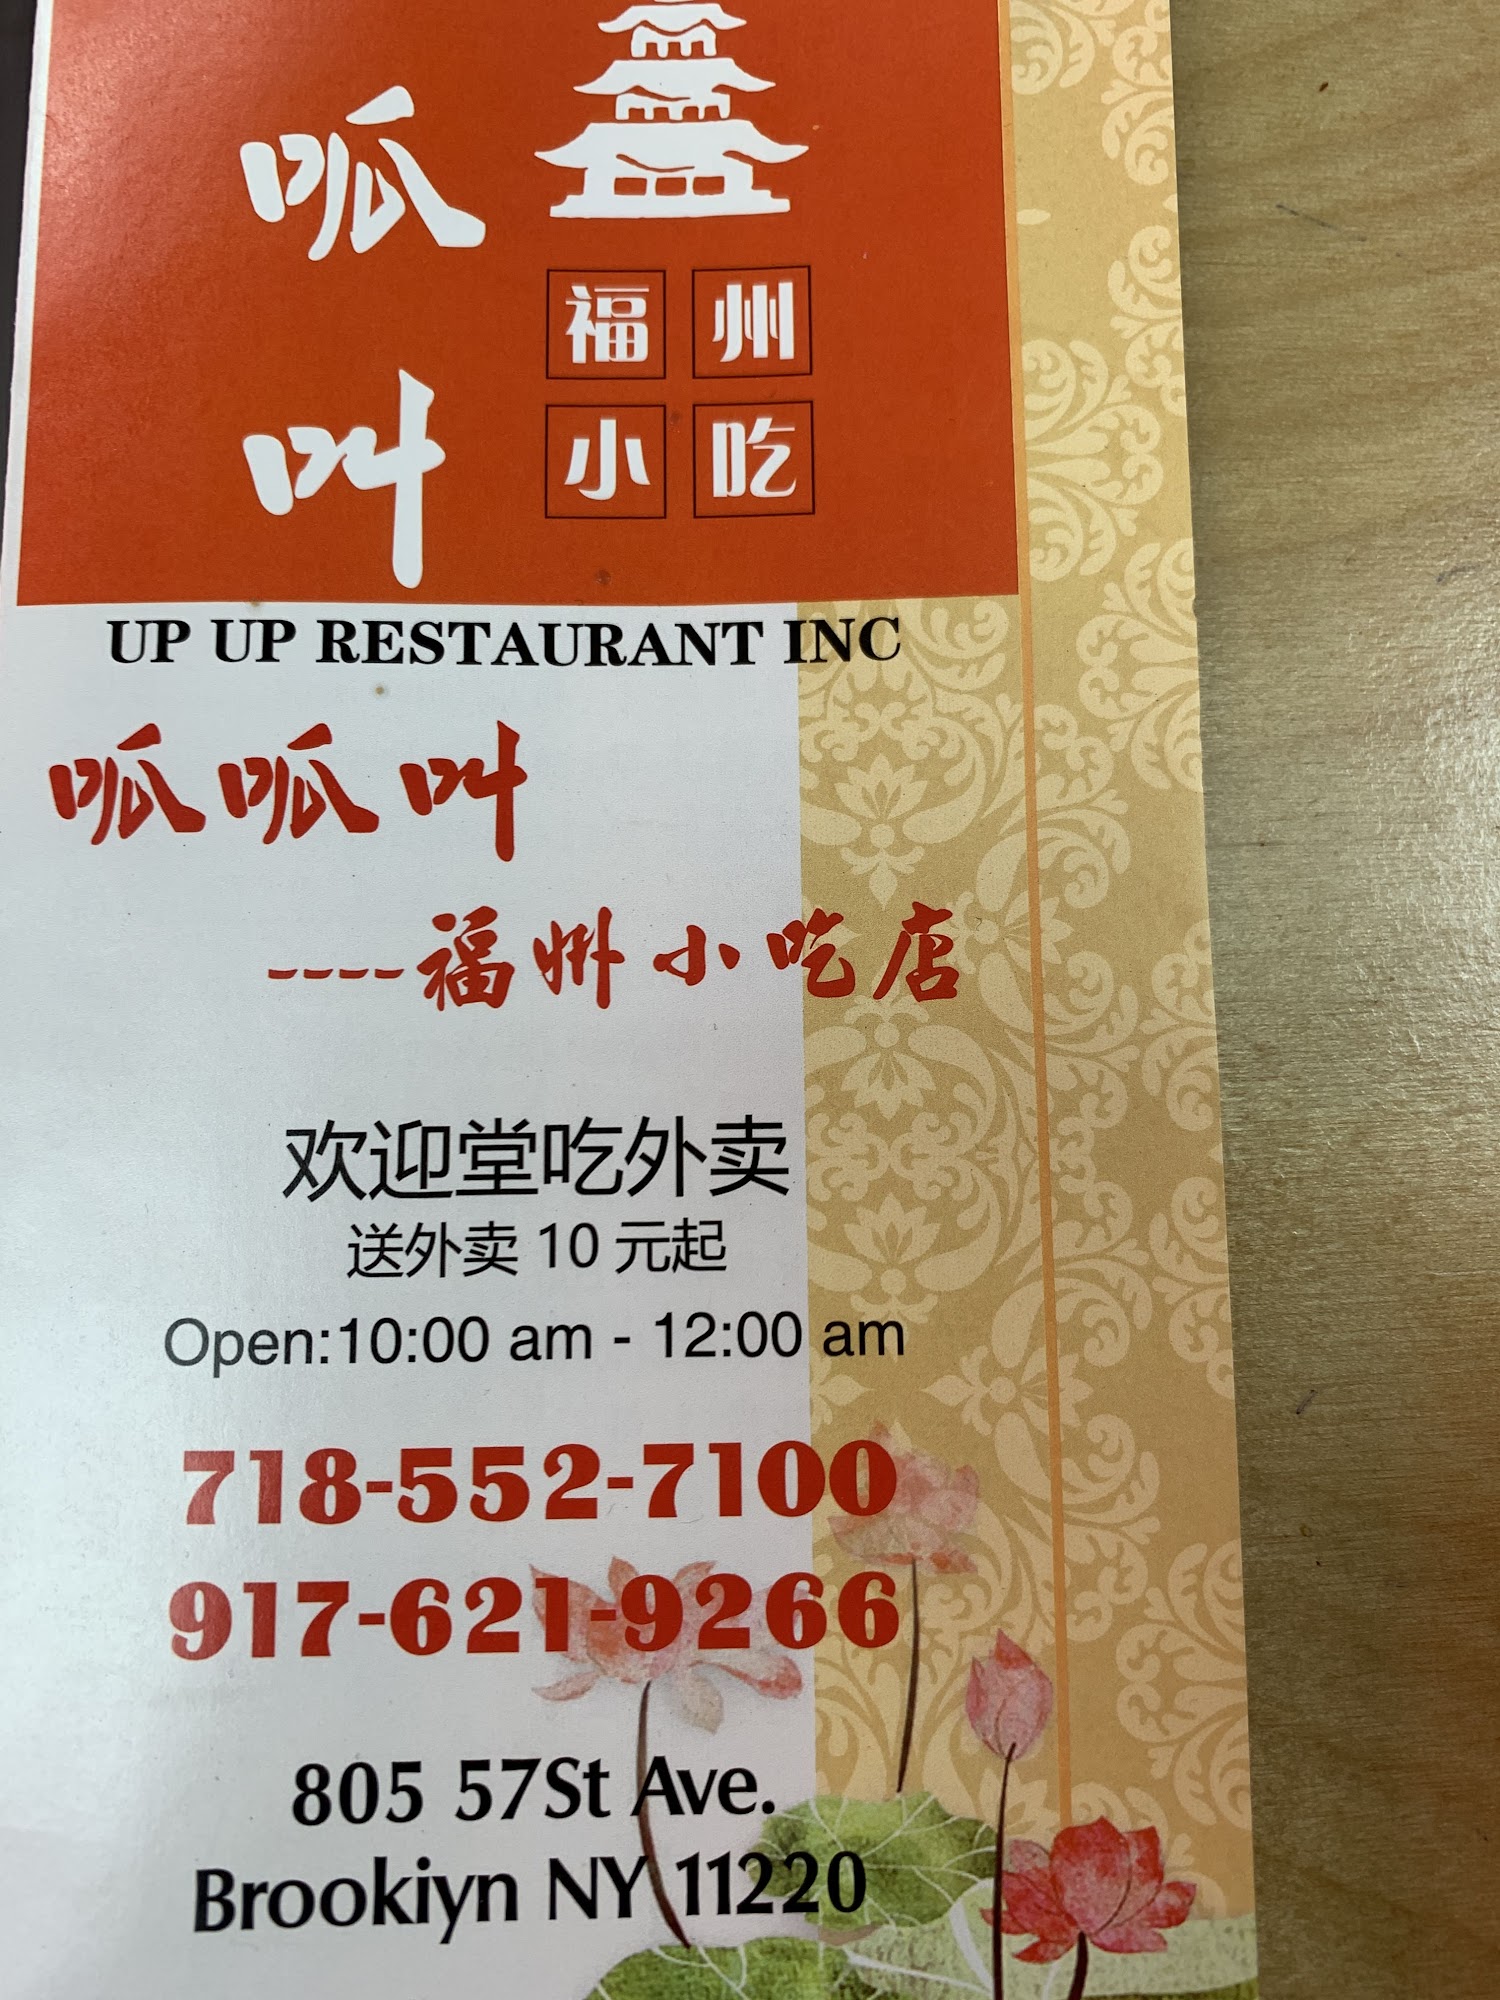 呱
叫
福州
小吃
UP UP RESTAURANT INC
呱呱叫
----福州小吃店
欢迎堂吃外卖
送外卖 10 元起
Open:10:00 am - 12:00 am
718-552-7100
917-621-9266
805 57St Ave.
Brookiyn NY 11220